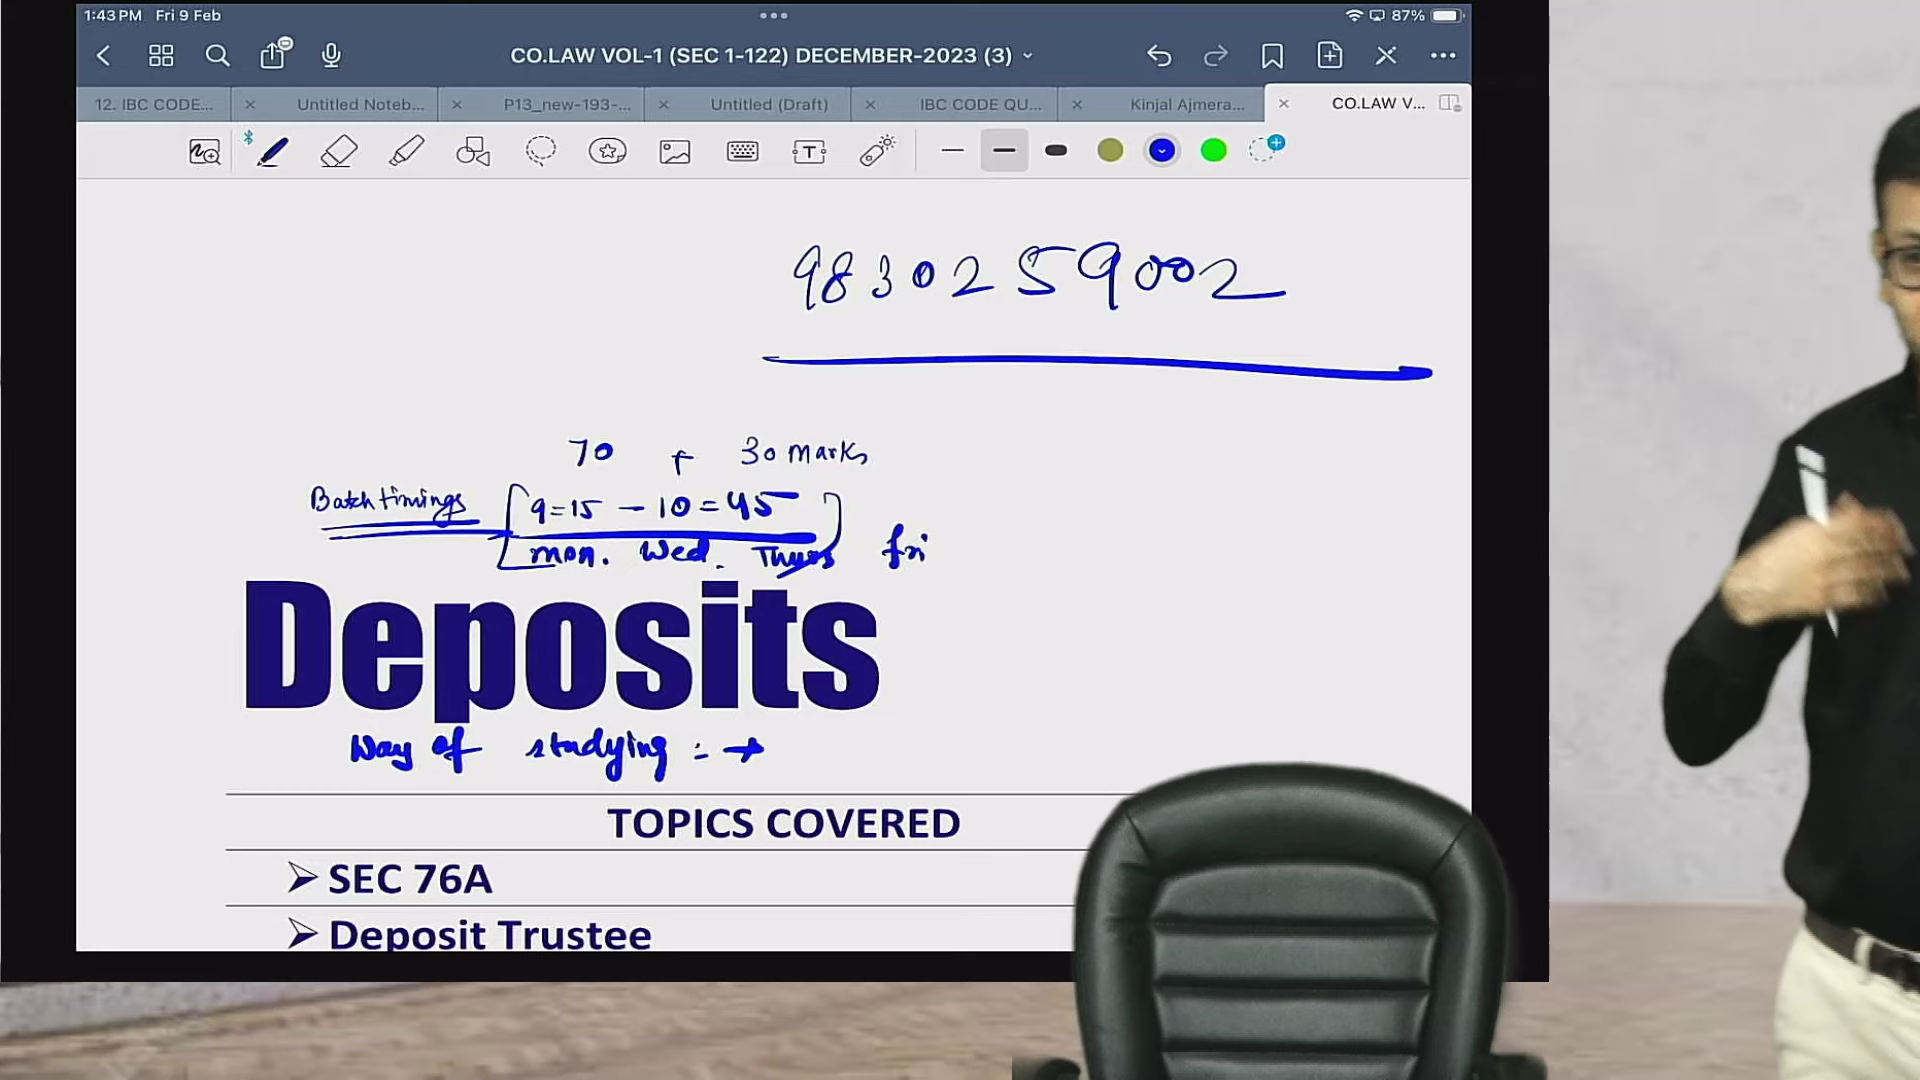 1:43 PM Fri 9 Feb
87%
CO.LAW VOL-1 (SEC 1-122) DECEMBER-2023 (3)
12. IBC CODE...
Untitled Noteb...
P13_new-193-...
Untitled (Draft)
IBC CODE QU...
Kinjal Ajmera...
CO.LAW V...
9830259002
70 + 30 marks
Batch timings 9=15 - 10=45
mon. Wed. Thurs fri
Deposits
Way of studying :- →
TOPICS COVERED
➢ SEC 76A
➢ Deposit Trustee